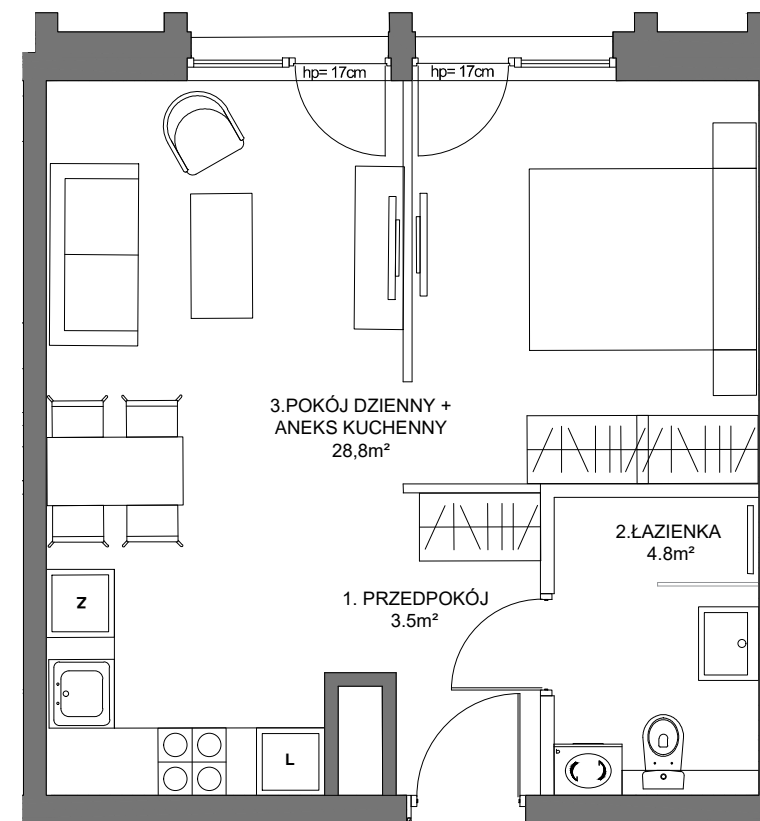 hp= 17cm
hp= 17cm
3.POKÓJ DZIENNY +
ANEKS KUCHENNY
28,8m²
2.ŁAZIENKA
4.8m²
Z
1. PRZEDPOKÓJ
3.5m²
L